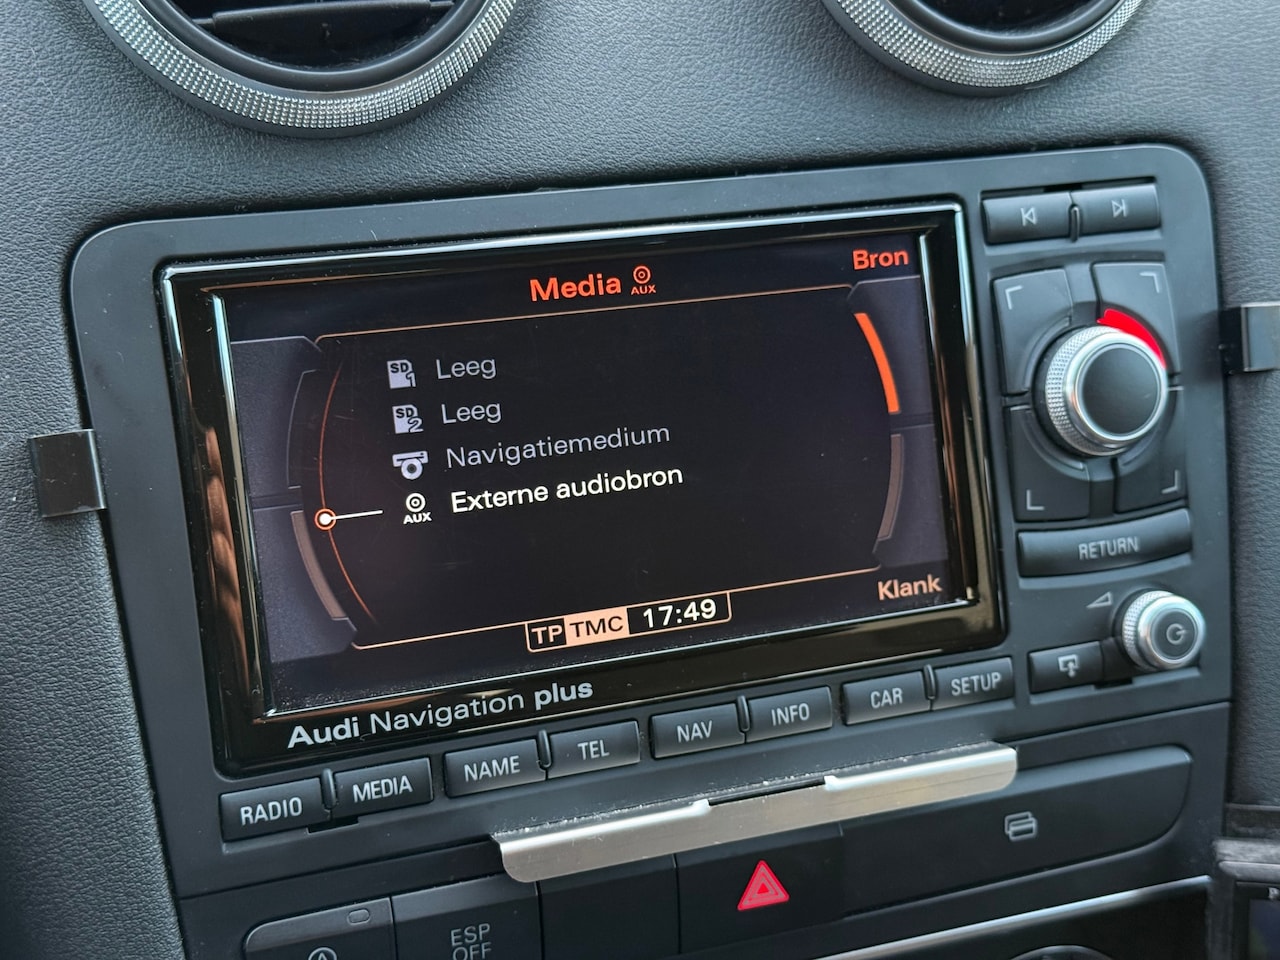 Bron
Media AUX
SD 1 Leeg
SD 2 Leeg
Navigatiemedium
AUX Externe audiobron
Klank
TP TMC 17:49
Audi Navigation plus
RETURN
RADIO MEDIA NAME TEL NAV INFO CAR SETUP
ESP
OFF